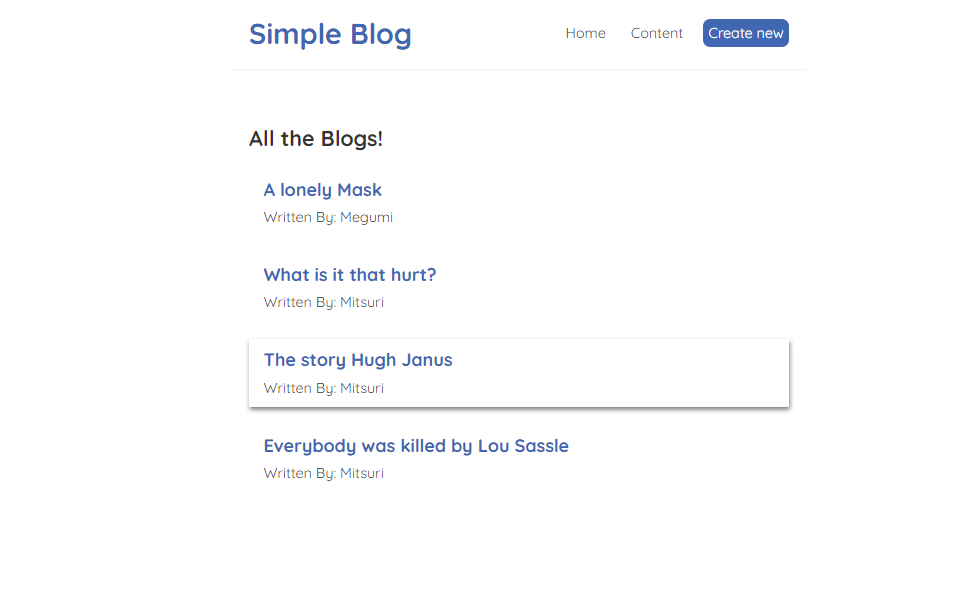 Simple Blog
Home Content Create new
All the Blogs!
A lonely Mask
Written By: Megumi
What is it that hurt?
Written By: Mitsuri
The story Hugh Janus
Written By: Mitsuri
Everybody was killed by Lou Sassle
Written By: Mitsuri